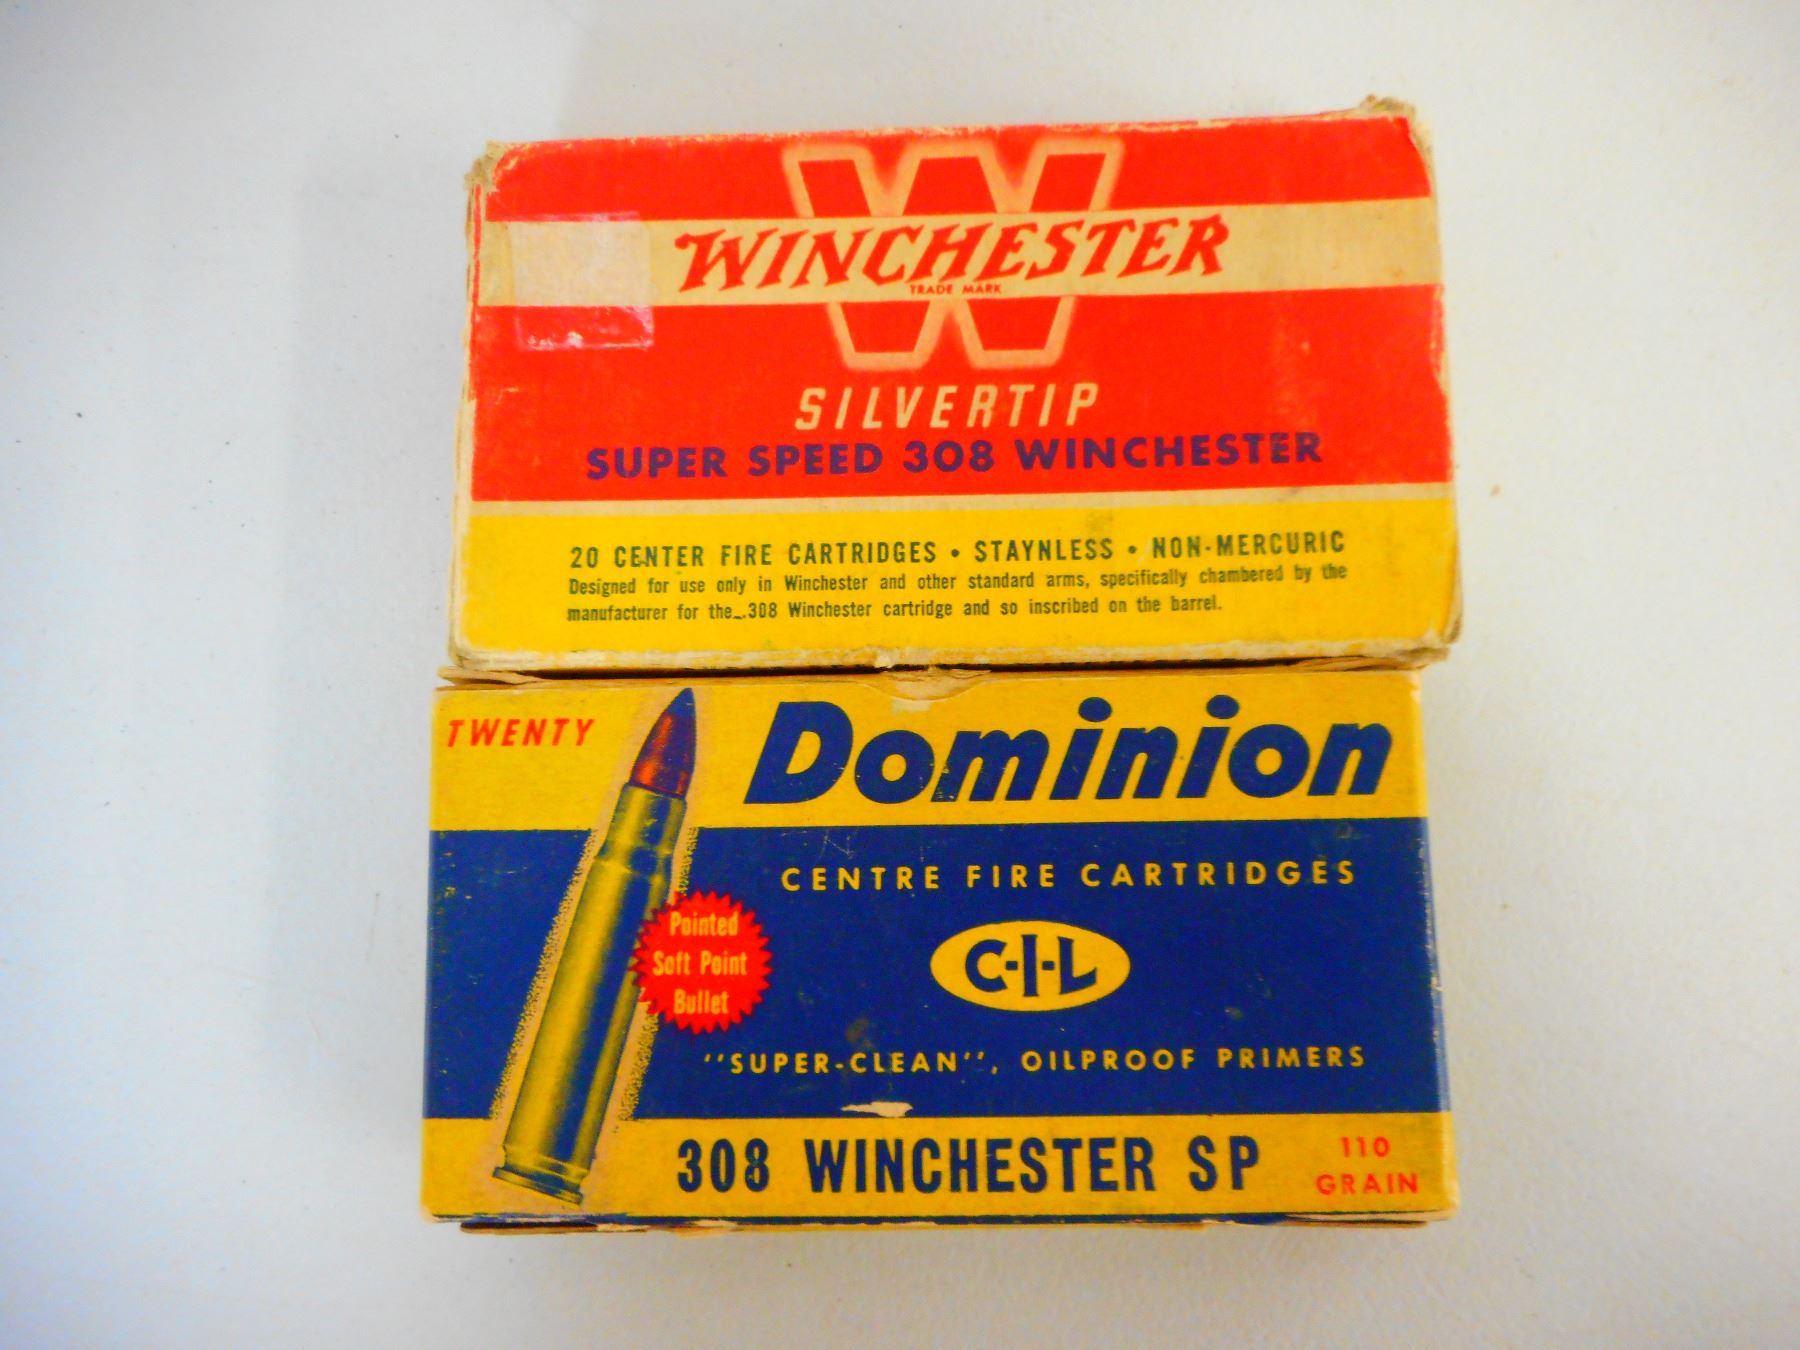 WINCHESTER
TRADE MARK
SILVERTIP
SUPER SPEED 308 WINCHESTER
20 CENTER FIRE CARTRIDGES • STAYNLESS • NON-MERCURIC
Designed for use only in Winchester and other standard arms, specifically chambered by the
manufacturer for the .308 Winchester cartridge and so inscribed on the barrel.
TWENTY
Dominion
CENTRE FIRE CARTRIDGES
Pointed
Soft Point
Bullet
C-I-L
"SUPER-CLEAN", OILPROOF PRIMERS
308 WINCHESTER SP
110
GRAIN